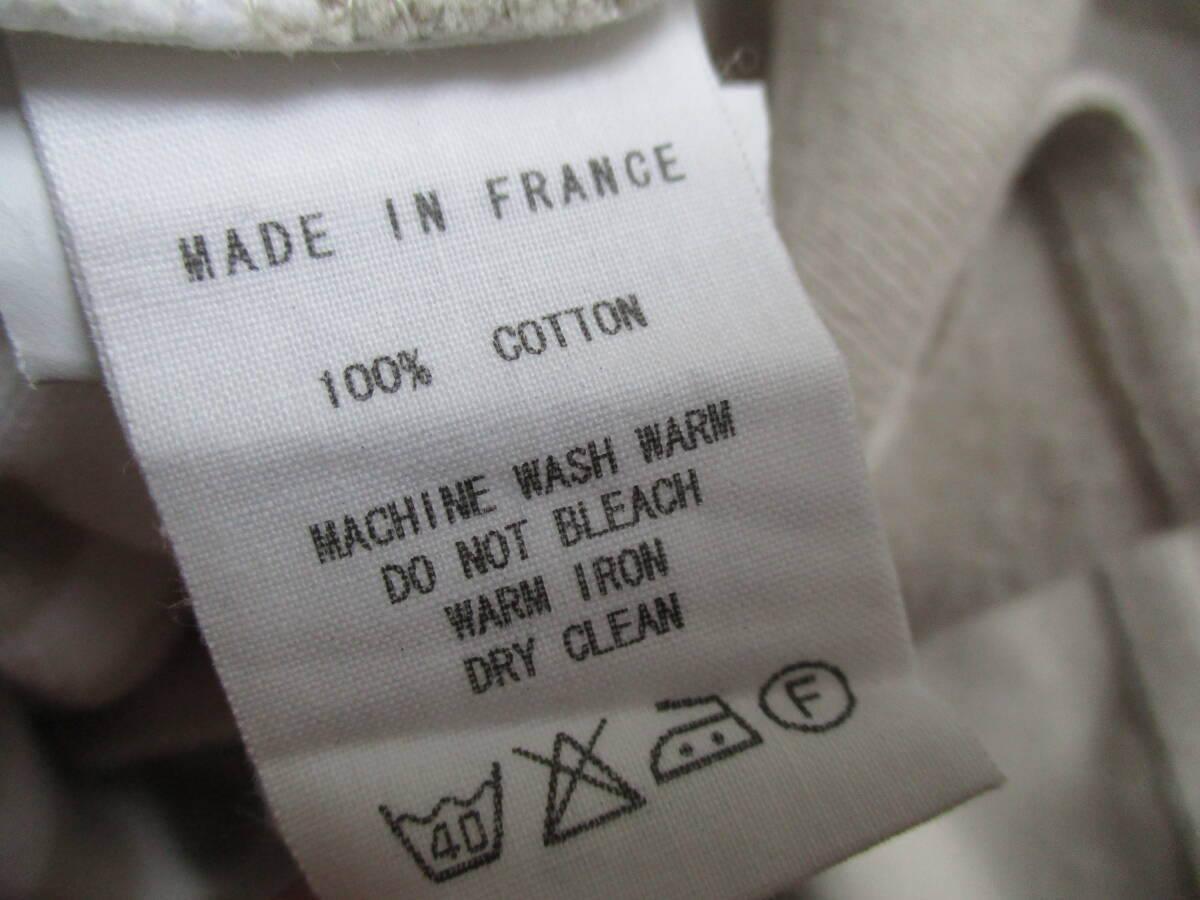 MADE IN FRANCE
100% COTTON
MACHINE WASH WARM
DO NOT BLEACH
WARM IRON
DRY CLEAN
40 F